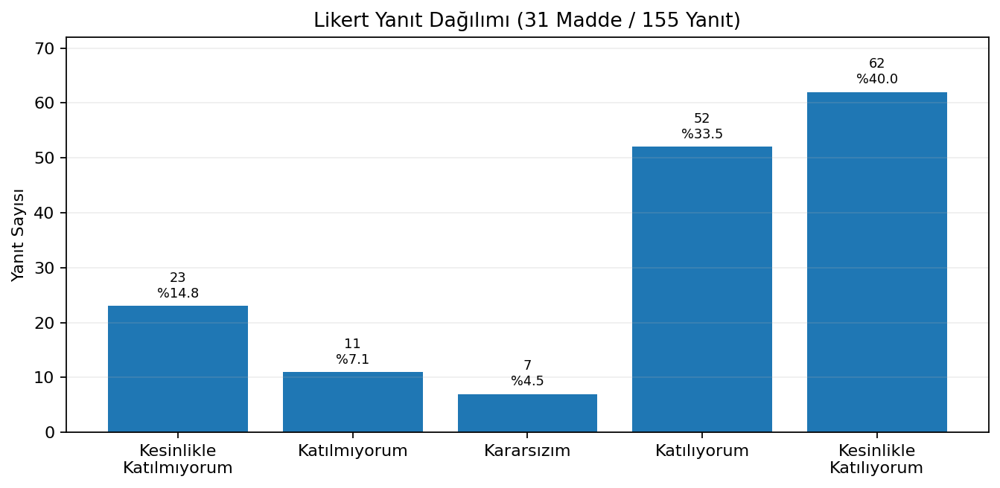 Likert Yanıt Dağılımı (31 Madde / 155 Yanıt)
Yanıt Sayısı
70
60
50
40
30
20
10
0
23
%14.8
11
%7.1
7
%4.5
52
%33.5
62
%40.0
Kesinlikle
Katılmıyorum
Katılmıyorum
Kararsızım
Katılıyorum
Kesinlikle
Katılıyorum